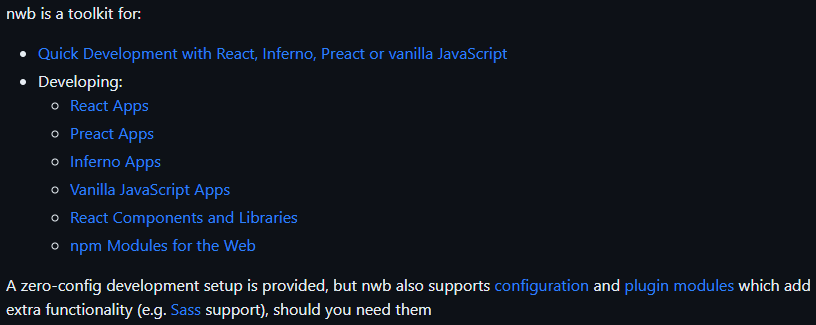 nwb is a toolkit for:
Quick Development with React, Inferno, Preact or vanilla JavaScript
Developing:
React Apps
Preact Apps
Inferno Apps
Vanilla JavaScript Apps
React Components and Libraries
npm Modules for the Web
A zero-config development setup is provided, but nwb also supports configuration and plugin modules which add
extra functionality (e.g. Sass support), should you need them